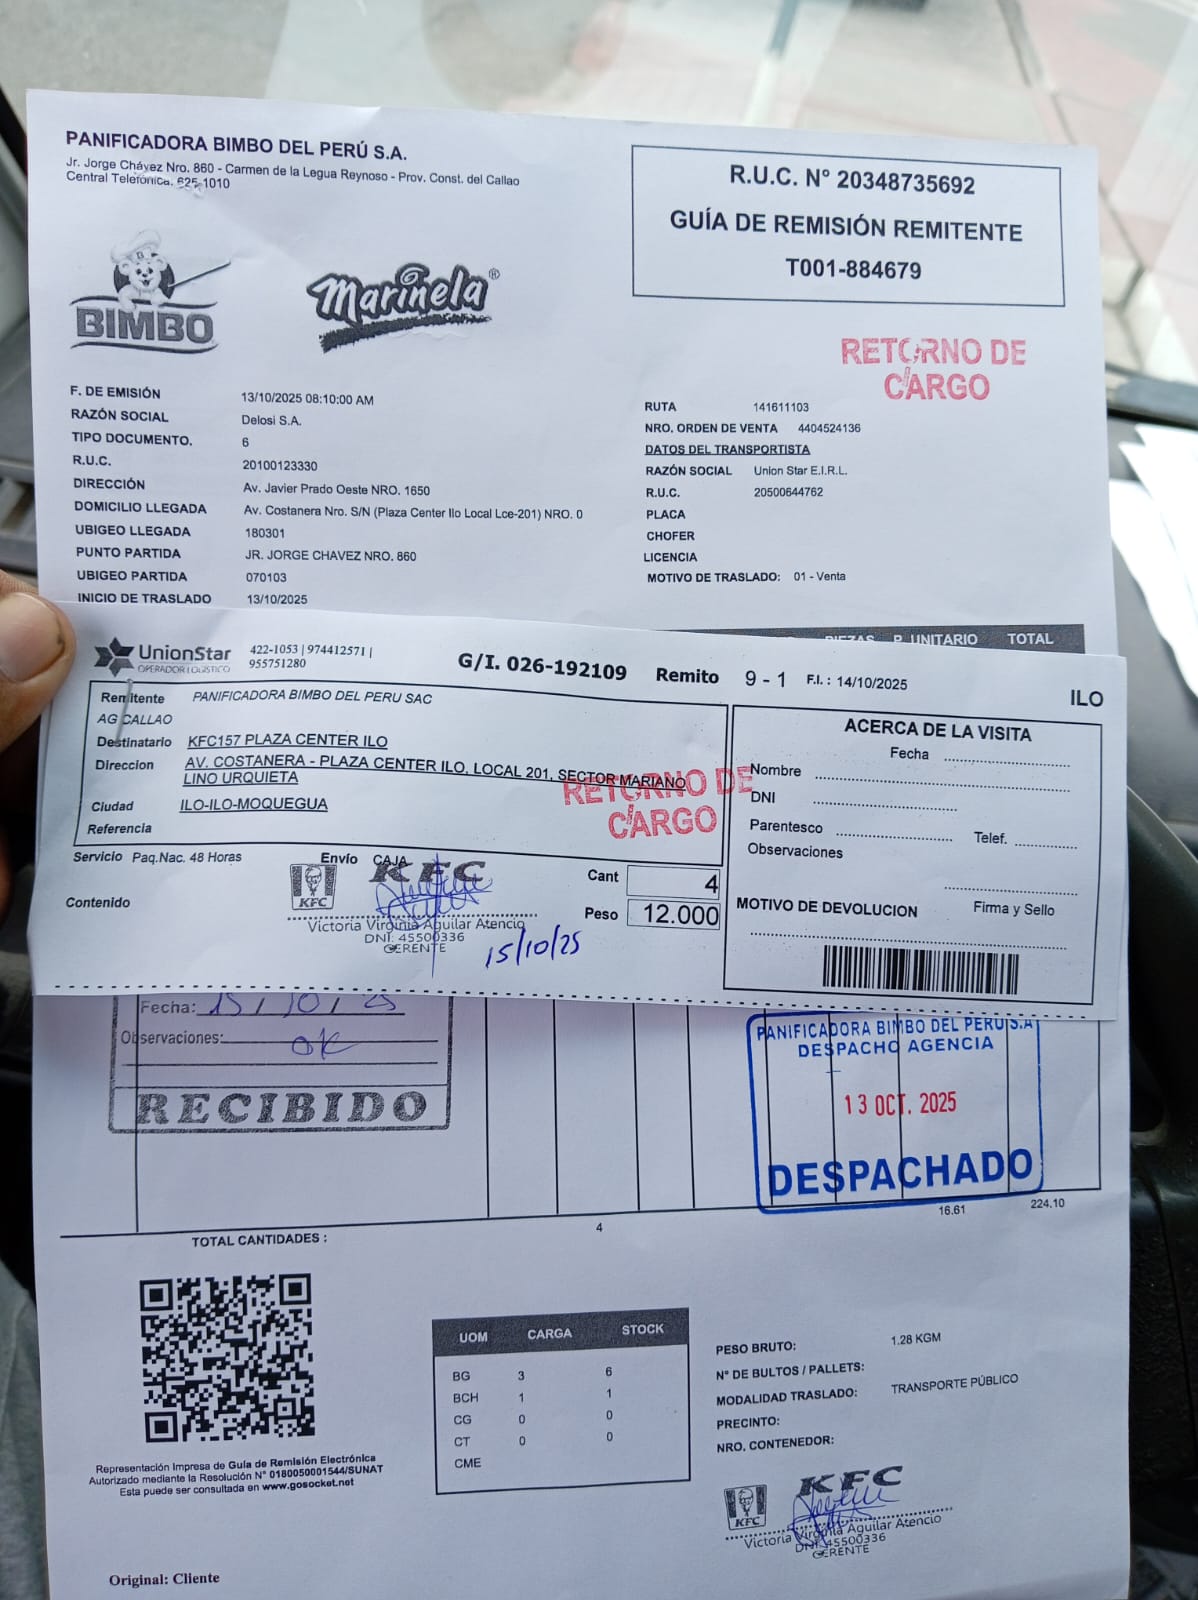 PANIFICADORA BIMBO DEL PERÚ S.A.
Jr. Jorge Chávez Nro. 860 - Carmen de la Legua Reynoso - Prov. Const. del Callao
Central Telefónica. 625-1010
R.U.C. N° 20348735692
GUÍA DE REMISIÓN REMITENTE
T001-884679
BIMBO
Marinela®
RETORNO DE
CARGO
F. DE EMISIÓN 13/10/2025 08:10:00 AM
RAZÓN SOCIAL Delosi S.A.
TIPO DOCUMENTO. 6
R.U.C. 20100123330
DIRECCIÓN Av. Javier Prado Oeste NRO. 1650
DOMICILIO LLEGADA Av. Costanera Nro. S/N (Plaza Center Ilo Local Lce-201) NRO. 0
UBIGEO LLEGADA 180301
PUNTO PARTIDA JR. JORGE CHAVEZ NRO. 860
UBIGEO PARTIDA 070103
INICIO DE TRASLADO 13/10/2025
RUTA 141611103
NRO. ORDEN DE VENTA 4404524136
DATOS DEL TRANSPORTISTA
RAZÓN SOCIAL Union Star E.I.R.L.
R.U.C. 20500644762
PLACA
CHOFER
LICENCIA
MOTIVO DE TRASLADO: 01 - Venta
PIEZAS P. UNITARIO TOTAL
UnionStar
OPERADOR LOGISTICO
422-1053 | 974412571 |
955751280
G/I. 026-192109 Remito 9 - 1 F.I. : 14/10/2025
ILO
Remitente PANIFICADORA BIMBO DEL PERU SAC
AG CALLAO
Destinatario KFC157 PLAZA CENTER ILO
Direccion AV. COSTANERA - PLAZA CENTER ILO, LOCAL 201, SECTOR MARIANO
LINO URQUIETA
Ciudad ILO-ILO-MOQUEGUA
Referencia
RETORNO DE
CARGO
ACERCA DE LA VISITA
Fecha
Nombre
DNI
Parentesco Telef.
Observaciones
Firma y Sello
MOTIVO DE DEVOLUCION
Servicio Paq.Nac. 48 Horas Envío CAJA
Cant 4
Peso 12.000
Contenido
KFC
KFC
Victoria Virginia Aguilar Atencio
DNI: 45500336
GERENTE
15/10/25
Fecha: 15 / 10 / 25
Observaciones: OK
RECIBIDO
PANIFICADORA BIMBO DEL PERU S.A
DESPACHO AGENCIA
13 OCT. 2025
DESPACHADO
TOTAL CANTIDADES : 4 16.61 224.10
UOM CARGA STOCK
BG 3 6
BCH 1 1
CG 0 0
CT 0 0
CME
PESO BRUTO: 1.28 KGM
N° DE BULTOS / PALLETS:
MODALIDAD TRASLADO: TRANSPORTE PÚBLICO
PRECINTO:
NRO. CONTENEDOR:
Representación Impresa de Guía de Remisión Electrónica
Autorizado mediante la Resolución N° 0180050001544/SUNAT
Esta puede ser consultada en www.gosocket.net
KFC
KFC
Victoria Virginia Aguilar Atencio
DNI: 45500336
GERENTE
Original: Cliente